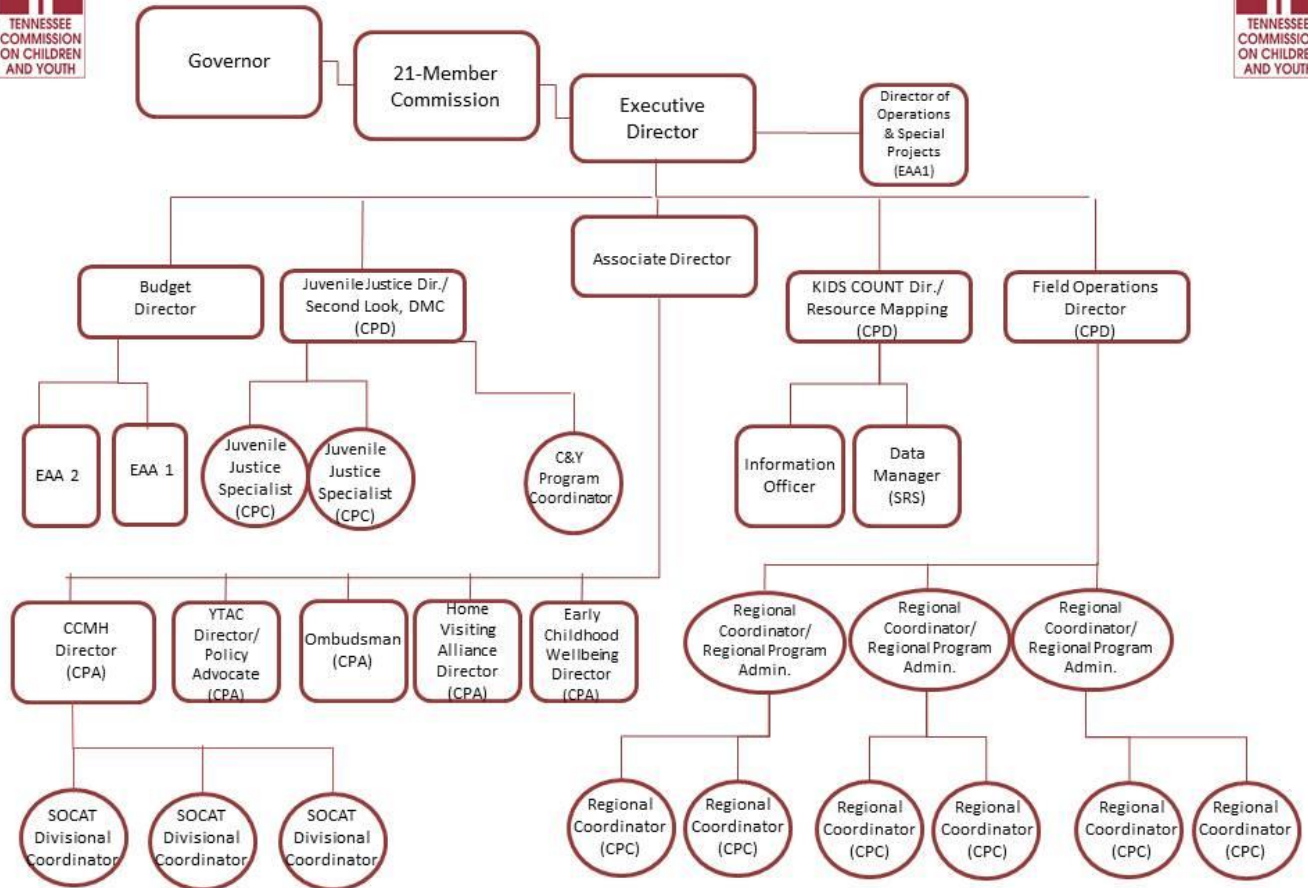 TENNESSEE
COMMISSION
ON CHILDREN
AND YOUTH
Governor
21-Member
Commission
Executive
Director
Director of
Operations
& Special
Projects
(EAA1)
TENNESSEE
COMMISSION
ON CHILDREN
AND YOUTH
Budget
Director
Juvenile Justice Dir./
Second Look, DMC
(CPD)
Associate Director
KIDS COUNT Dir./
Resource Mapping
(CPD)
Field Operations
Director
(CPD)
EAA 2
EAA 1
Juvenile
Justice
Specialist
(CPC)
Juvenile
Justice
Specialist
(CPC)
C&Y
Program
Coordinator
Information
Officer
Data
Manager
(SRS)
CCMH
Director
(CPA)
YTAC
Director/
Policy
Advocate
(CPA)
Ombudsman
(CPA)
Home
Visiting
Alliance
Director
(CPA)
Early
Childhood
Wellbeing
Director
(CPA)
Regional
Coordinator/
Regional Program
Admin.
Regional
Coordinator/
Regional Program
Admin.
Regional
Coordinator/
Regional Program
Admin.
SOCAT
Divisional
Coordinator
SOCAT
Divisional
Coordinator
SOCAT
Divisional
Coordinator
Regional
Coordinator
(CPC)
Regional
Coordinator
(CPC)
Regional
Coordinator
(CPC)
Regional
Coordinator
(CPC)
Regional
Coordinator
(CPC)
Regional
Coordinator
(CPC)